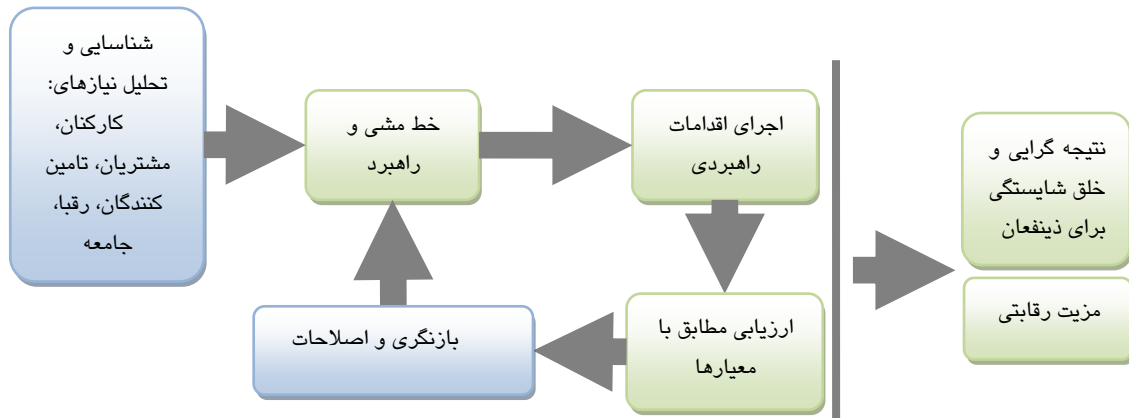 شناسایی و
تحلیل نیازهای:
کارکنان،
مشتریان، تامین
کنندگان، رقبا،
جامعه
خط مشی و
راهبرد
اجرای اقدامات
راهبردی
ارزیابی مطابق با
معیارها
بازنگری و اصلاحات
نتیجه گرایی و
خلق شایستگی
برای ذینفعان
مزیت رقابتی